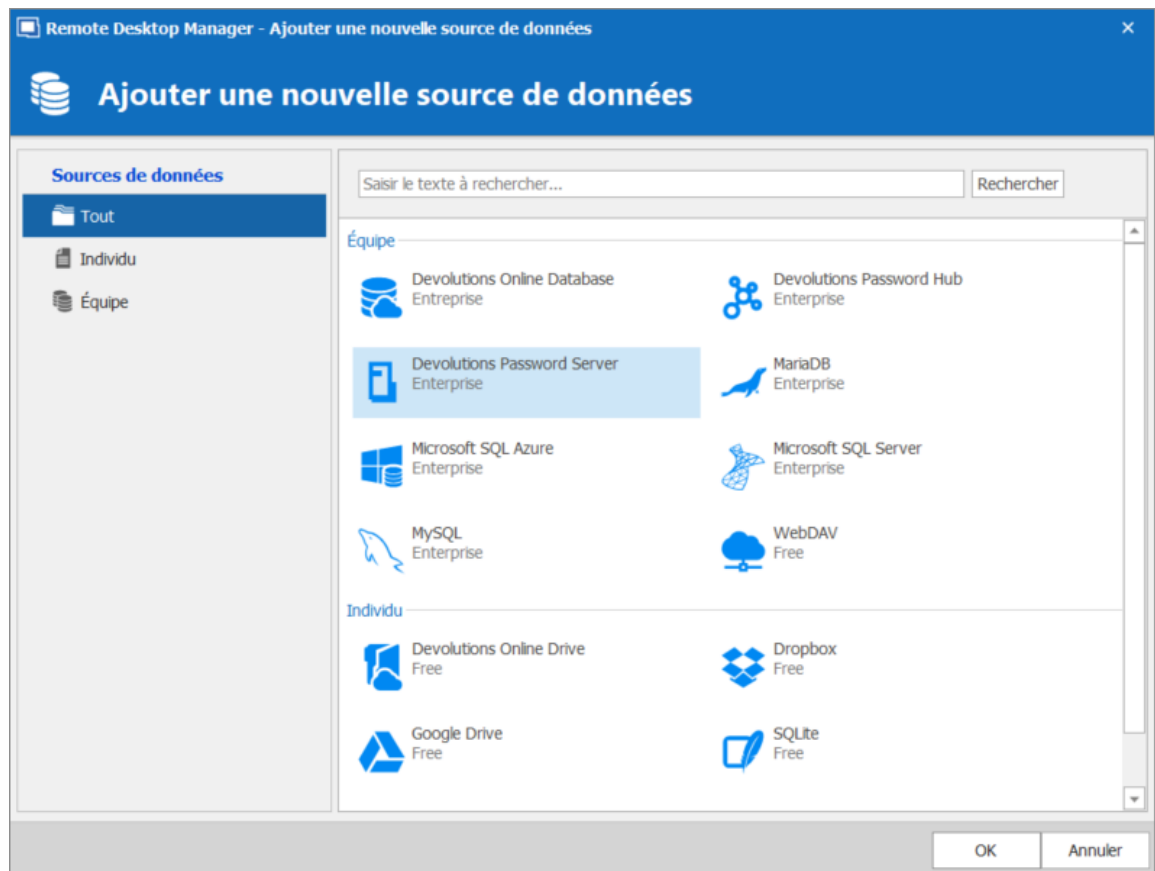 Remote Desktop Manager - Ajouter une nouvelle source de données
Ajouter une nouvelle source de données
Sources de données
Tout
Individu
Équipe
Saisir le texte à rechercher...
Rechercher
Équipe
Devolutions Online Database
Entreprise
Devolutions Password Hub
Enterprise
Devolutions Password Server
Enterprise
MariaDB
Enterprise
Microsoft SQL Azure
Enterprise
Microsoft SQL Server
Enterprise
MySQL
Enterprise
WebDAV
Free
Individu
Devolutions Online Drive
Free
Dropbox
Free
Google Drive
Free
SQLite
Free
OK
Annuler